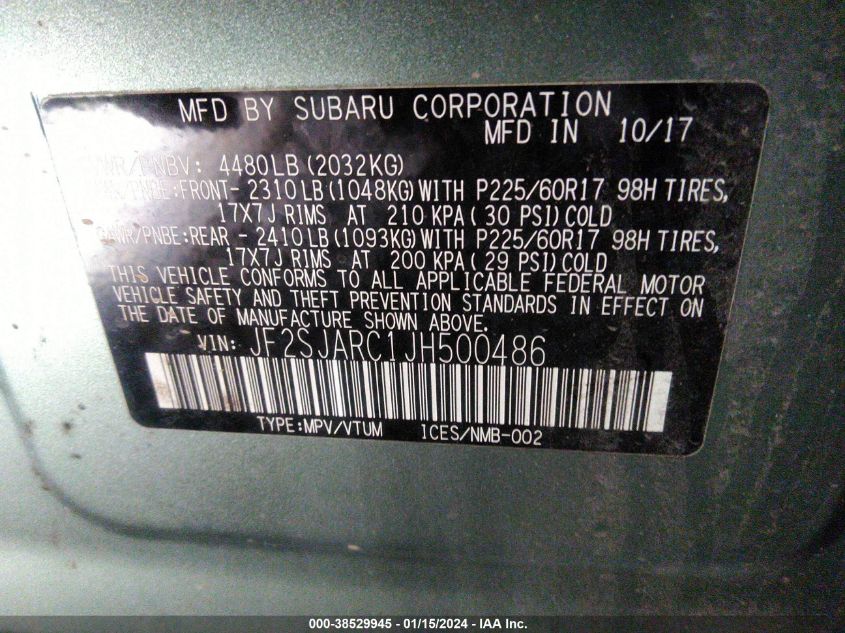 MFD BY SUBARU CORPORATION
MFD IN 10/17
GVWR/PNBV: 4480LB (2032KG)
GAWR/PNBE:FRONT- 2310LB (1048KG) WITH P225/60R17 98H TIRES,
17X7J RIMS AT 210 KPA (30 PSI) COLD
GAWR/PNBE:REAR - 2410LB (1093KG) WITH P225/60R17 98H TIRES,
17X7J RIMS AT 200 KPA (29 PSI) COLD
THIS VEHICLE CONFORMS TO ALL APPLICABLE FEDERAL MOTOR
VEHICLE SAFETY AND THEFT PREVENTION STANDARDS IN EFFECT ON
THE DATE OF MANUFACTURE SHOWN ABOVE.
VIN: JF2SJARC1JH500486
TYPE:MPV/VTUM ICES/NMB-002
000-38529945 - 01/15/2024 - IAA Inc.